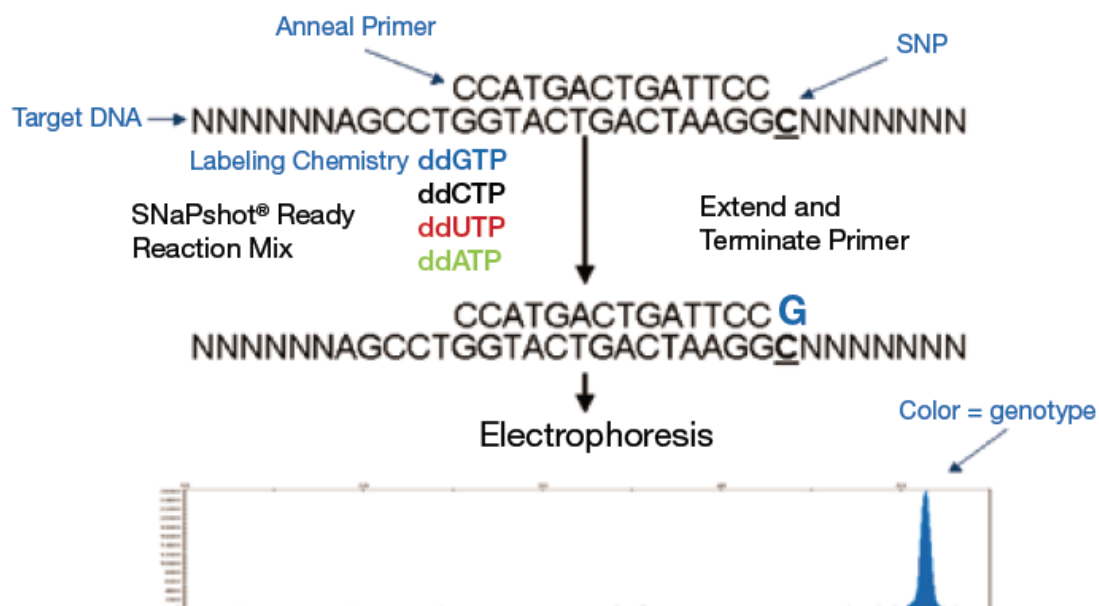 Anneal Primer
SNP
CCATGACTGATTCC
Target DNA
NNNNNNAGCCTGGTACTGACTAAGGCNNNNNNN
Labeling Chemistry ddGTP
ddCTP
ddUTP
ddATP
SNaPshot® Ready
Reaction Mix
Extend and
Terminate Primer
CCATGACTGATTCC G
NNNNNNAGCCTGGTACTGACTAAGGCNNNNNNN
Electrophoresis
Color = genotype